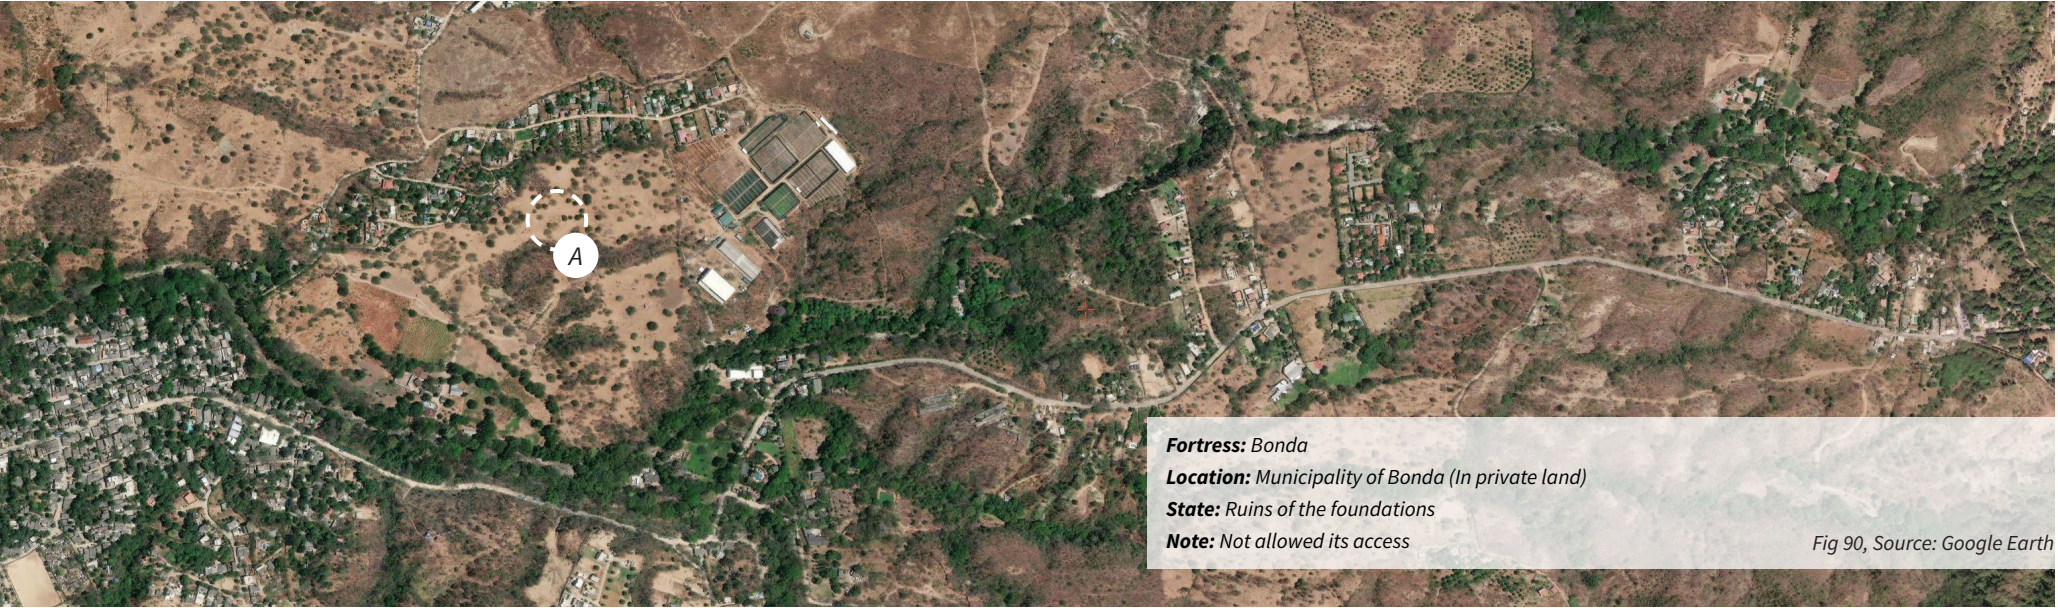 A
Fortress: Bonda
Location: Municipality of Bonda (In private land)
State: Ruins of the foundations
Note: Not allowed its access
Fig 90, Source: Google Earth